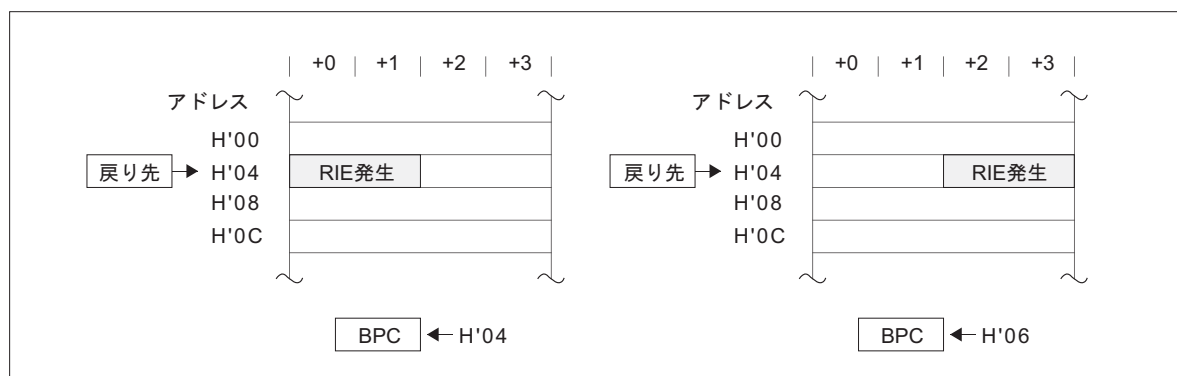 +0 +1 +2 +3
アドレス
H'00
戻り先 H'04 RIE発生
H'08
H'0C
BPC H'04
+0 +1 +2 +3
アドレス
H'00
戻り先 H'04 RIE発生
H'08
H'0C
BPC H'06